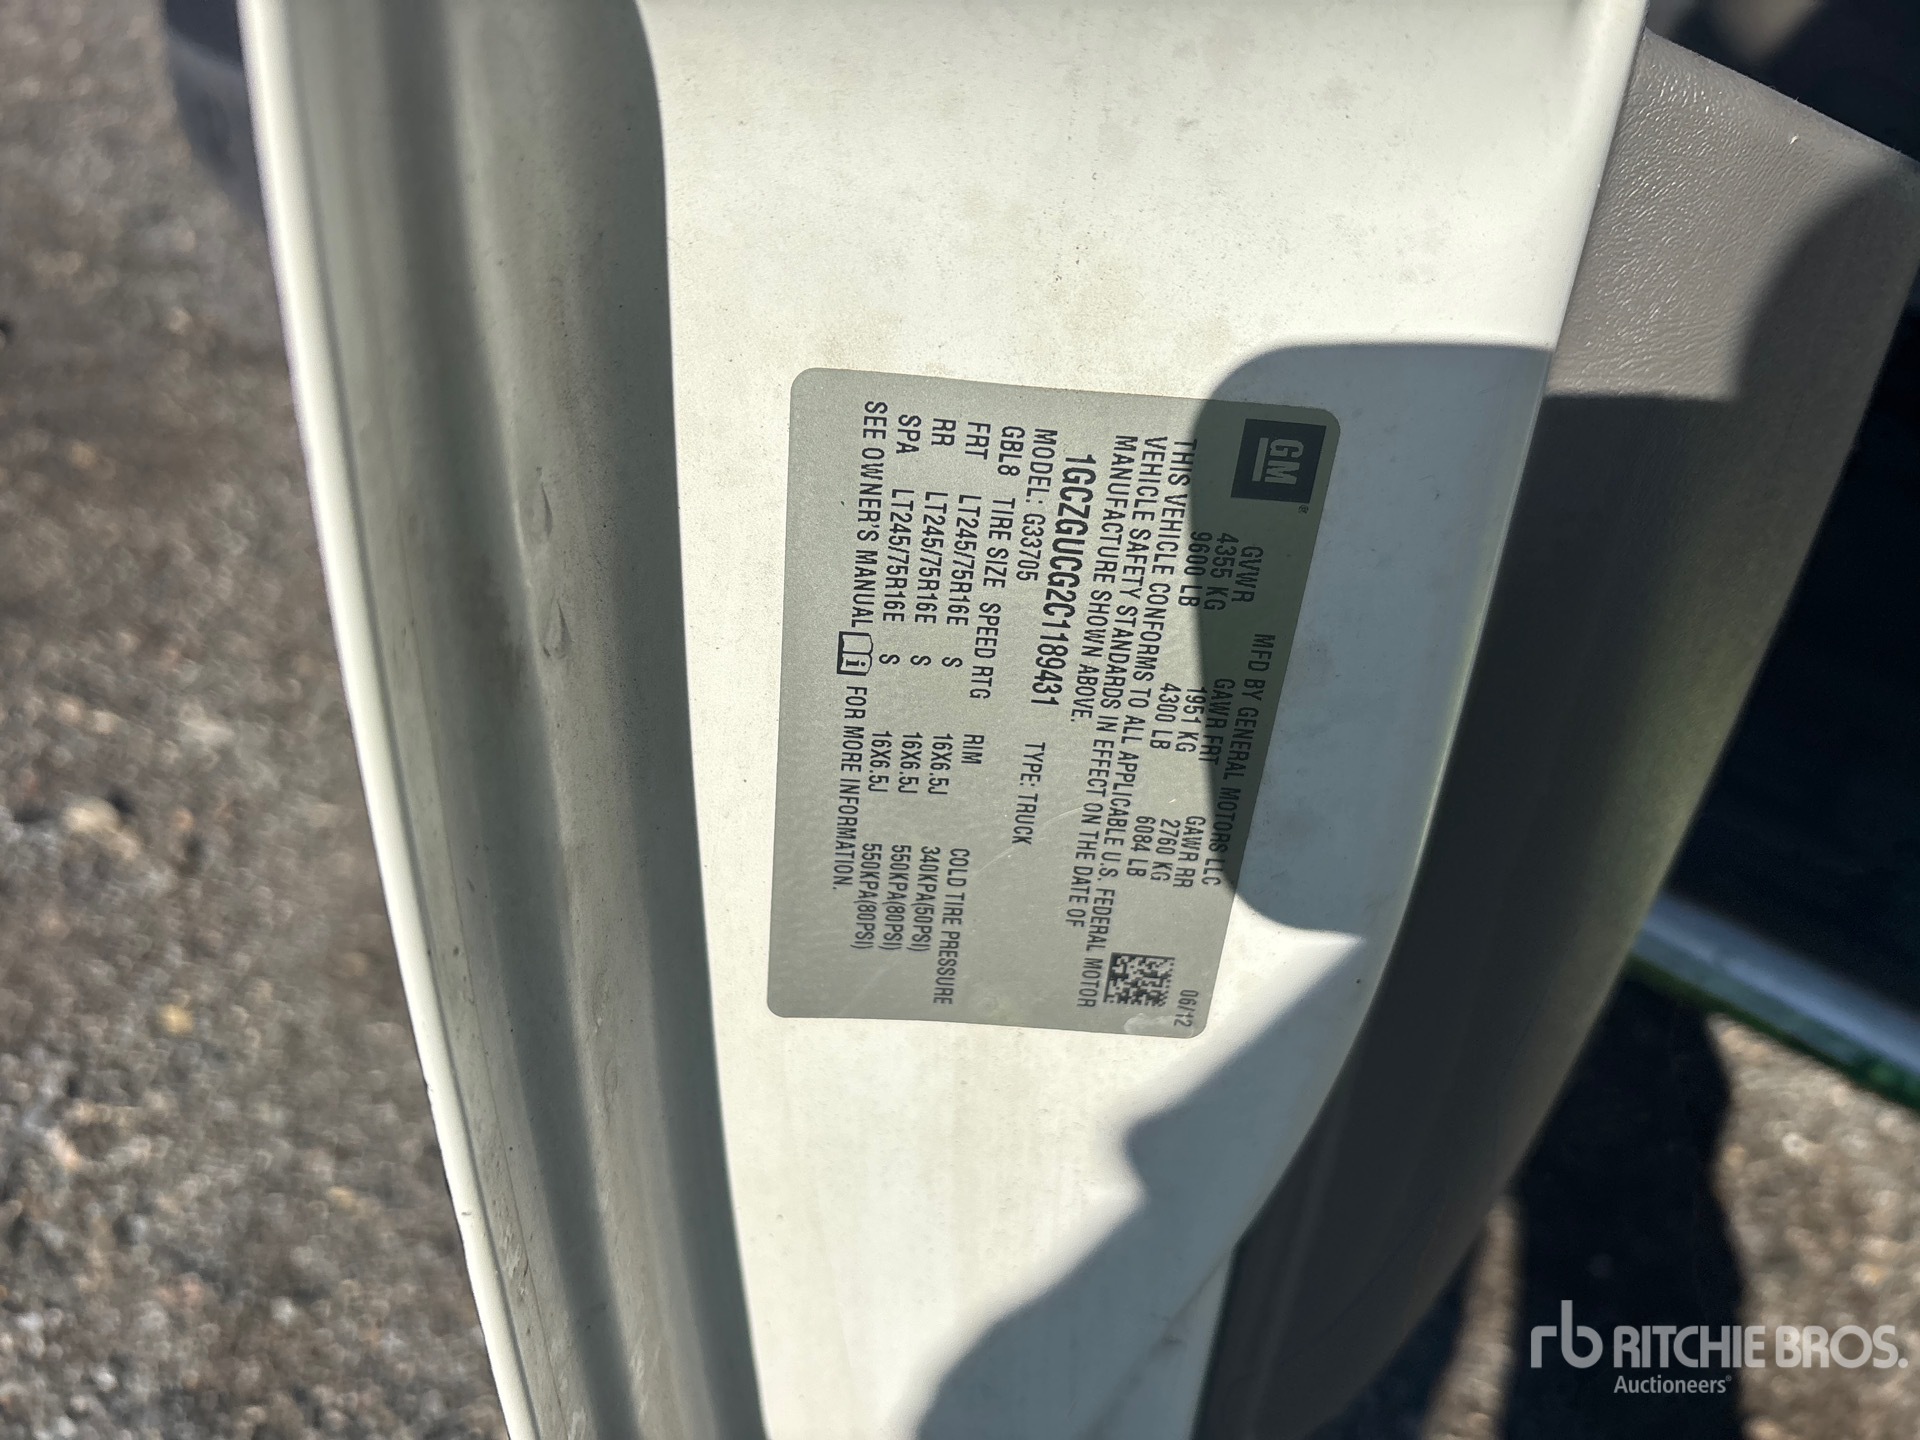 GM
MFD BY GENERAL MOTORS LLC
06/12
GVWR GAWR FRT GAWR RR
4355 KG 1951 KG 2760 KG
9600 LB 4300 LB 6084 LB
THIS VEHICLE CONFORMS TO ALL APPLICABLE U.S. FEDERAL MOTOR
VEHICLE SAFETY STANDARDS IN EFFECT ON THE DATE OF
MANUFACTURE SHOWN ABOVE.
1GCZGUCG2C1189431 TYPE: TRUCK
MODEL: G33705
GBL8 TIRE SIZE SPEED RTG RIM COLD TIRE PRESSURE
FRT LT245/75R16E S 16X6.5J 340KPA(50PSI)
RR LT245/75R16E S 16X6.5J 550KPA(80PSI)
SPA LT245/75R16E S 16X6.5J 550KPA(80PSI)
SEE OWNER'S MANUAL i FOR MORE INFORMATION.
rb RITCHIE BROS.
Auctioneers®